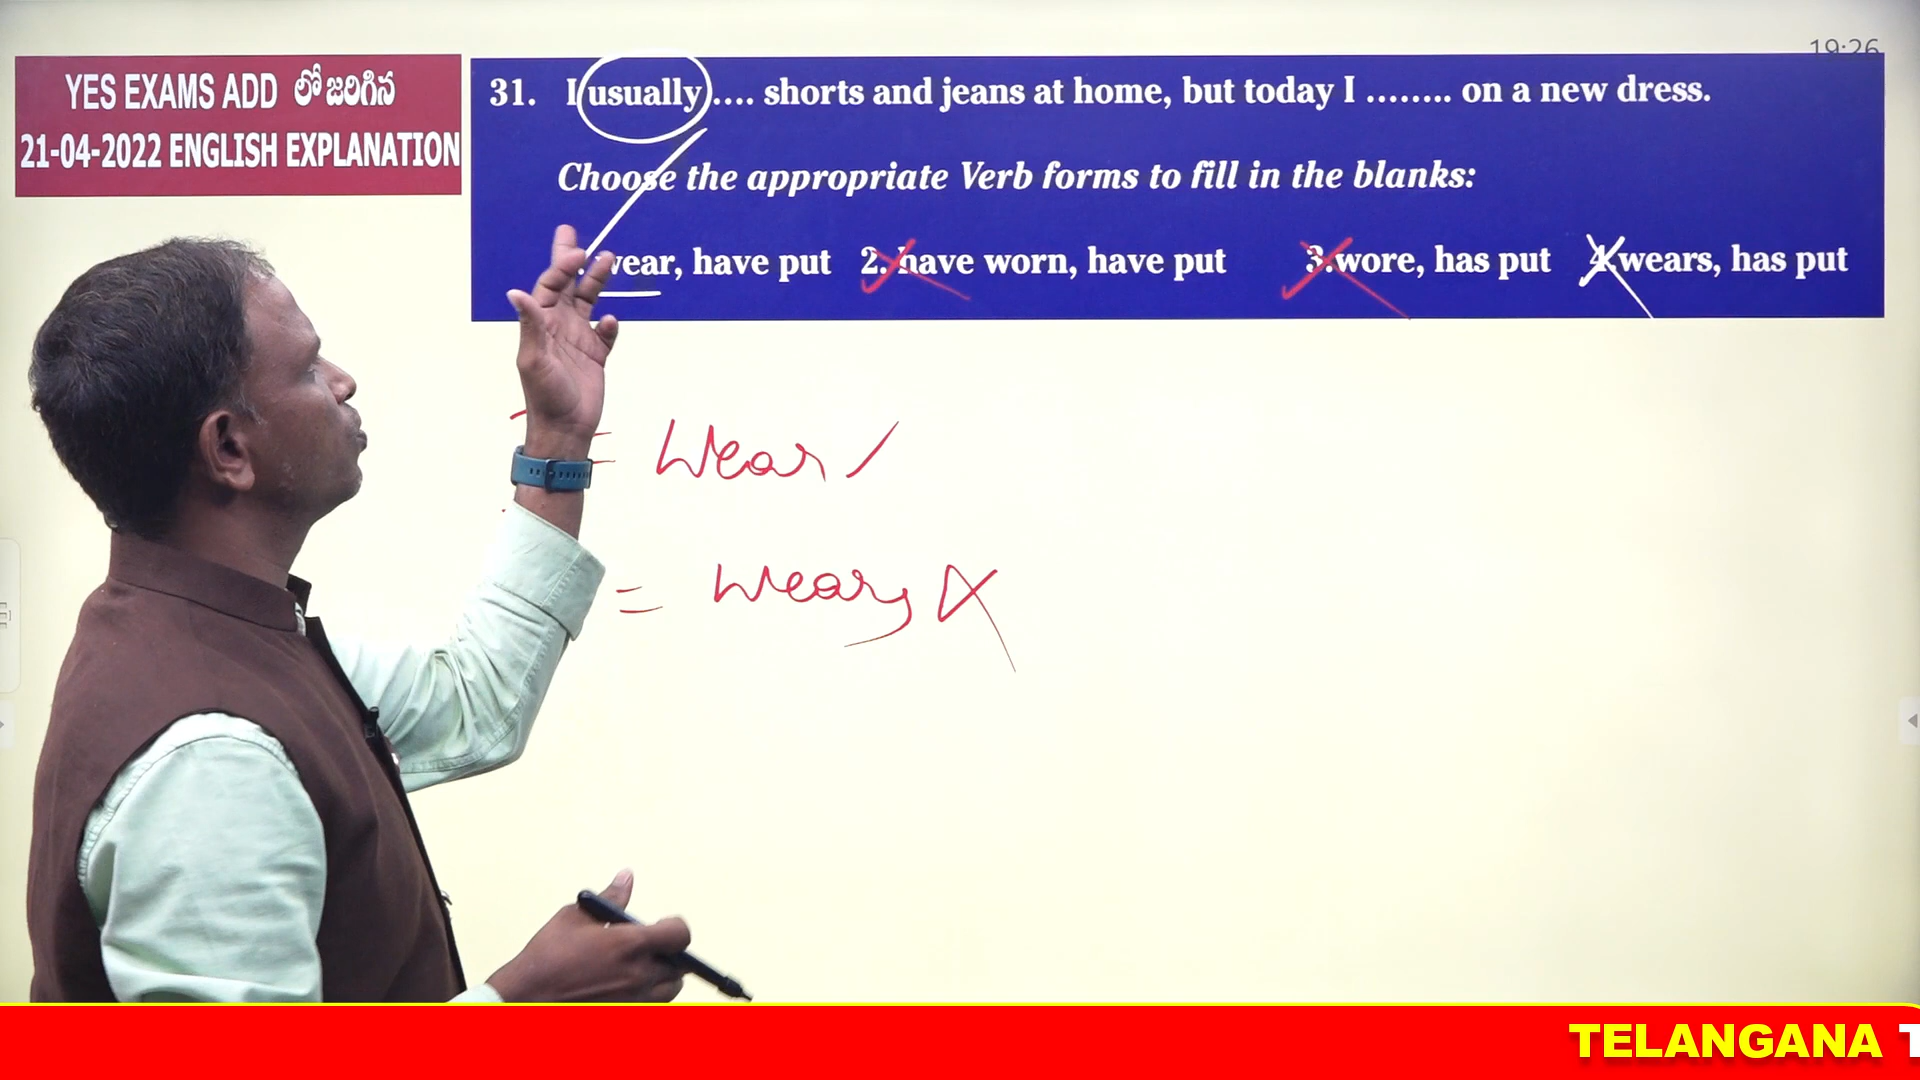 19:26
YES EXAMS ADD లో జరిగిన
21-04-2022 ENGLISH EXPLANATION
31. I usually .... shorts and jeans at home, but today I ........ on a new dress.
Choose the appropriate Verb forms to fill in the blanks:
wear, have put 2. have worn, have put 3. wore, has put 4. wears, has put
= wear
= wears
TELANGANA T